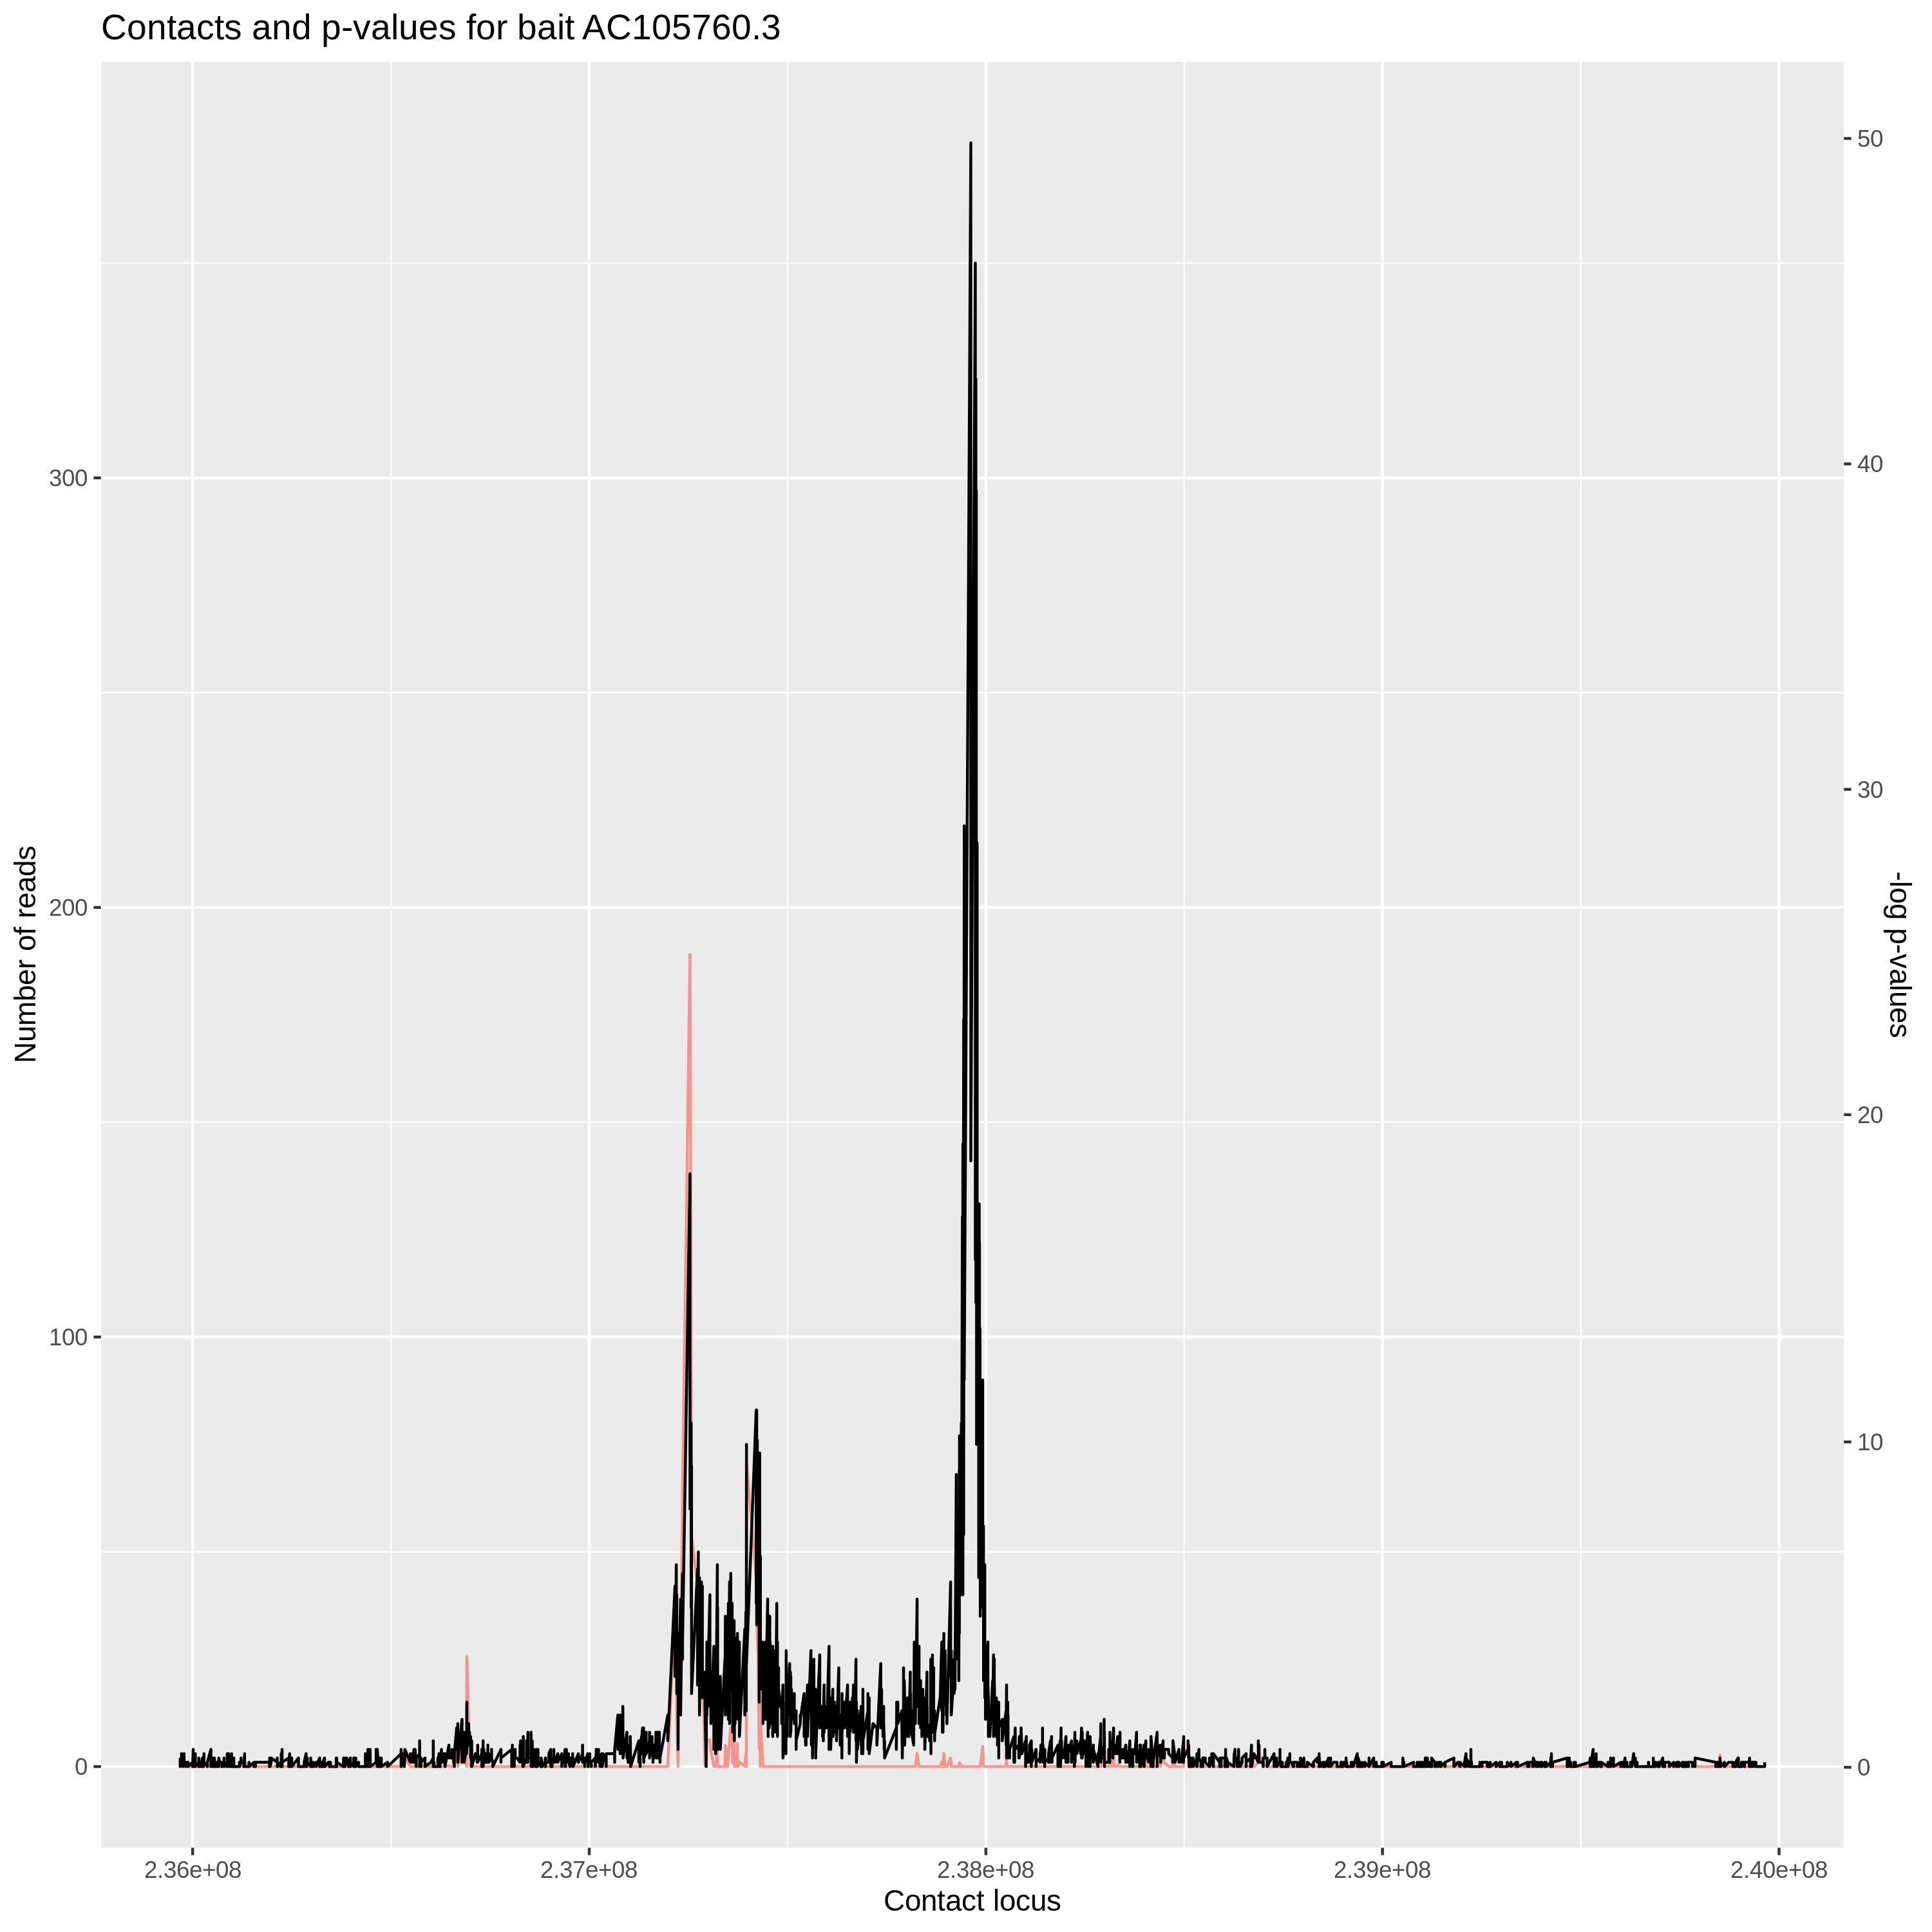 Contacts and p-values for bait AC105760.3
Number of reads
300
200
100
0
50
40
30
20
10
0
-log p-values
2.36e+08 2.37e+08 2.38e+08 2.39e+08 2.40e+08
Contact locus